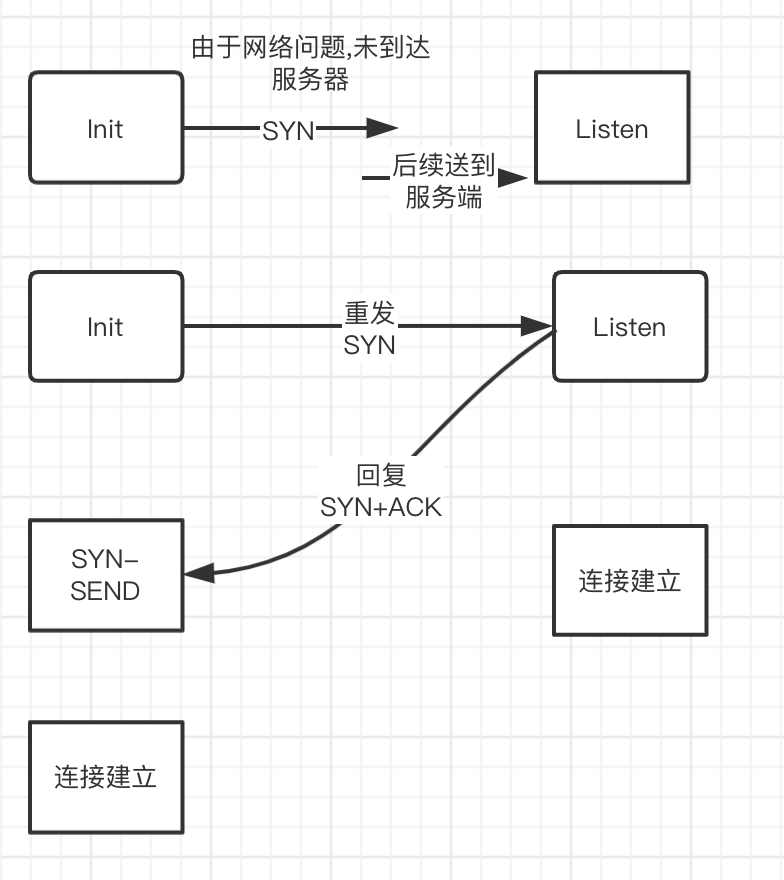 由于网络问题,未到达
服务器
Init
SYN
Listen
后续送到
服务端
Init
重发
SYN
Listen
回复
SYN+ACK
SYN-
SEND
连接建立
连接建立